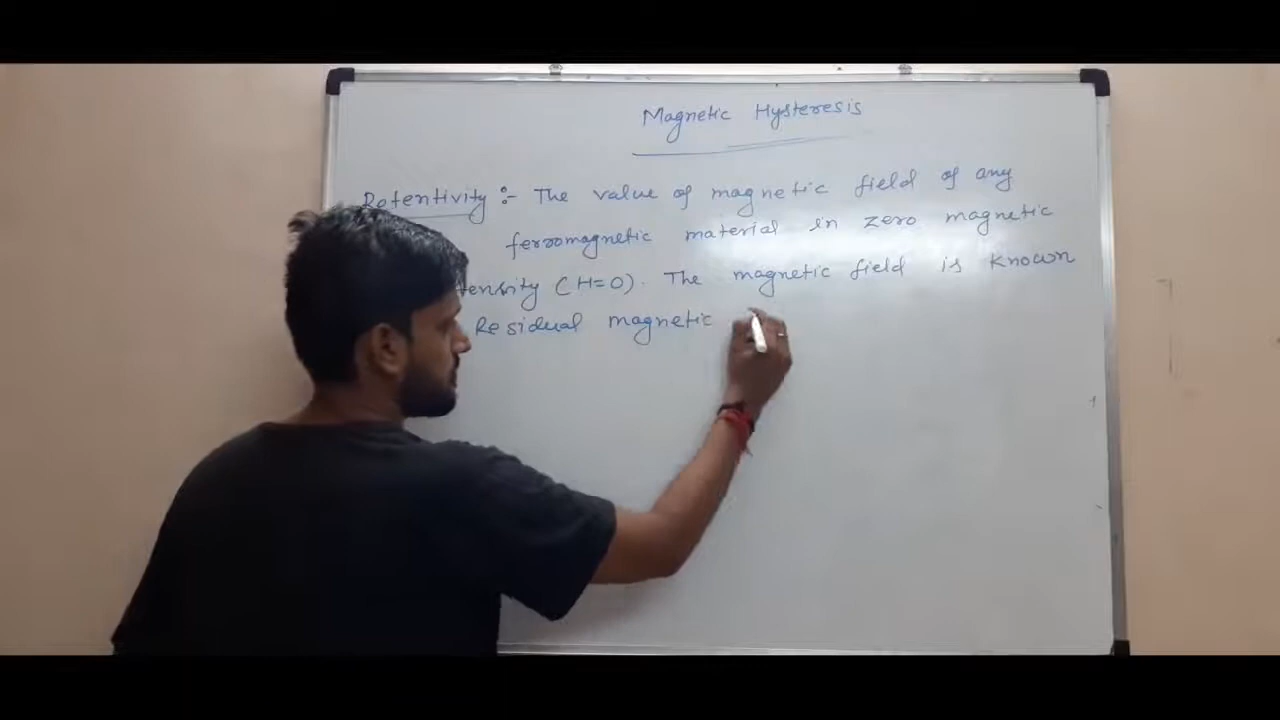 Magnetic Hysteresis
Retentivity :- The value of magnetic field of any
ferromagnetic material in zero magnetic
tensity (H=0). The magnetic field is known
Residual magnetic